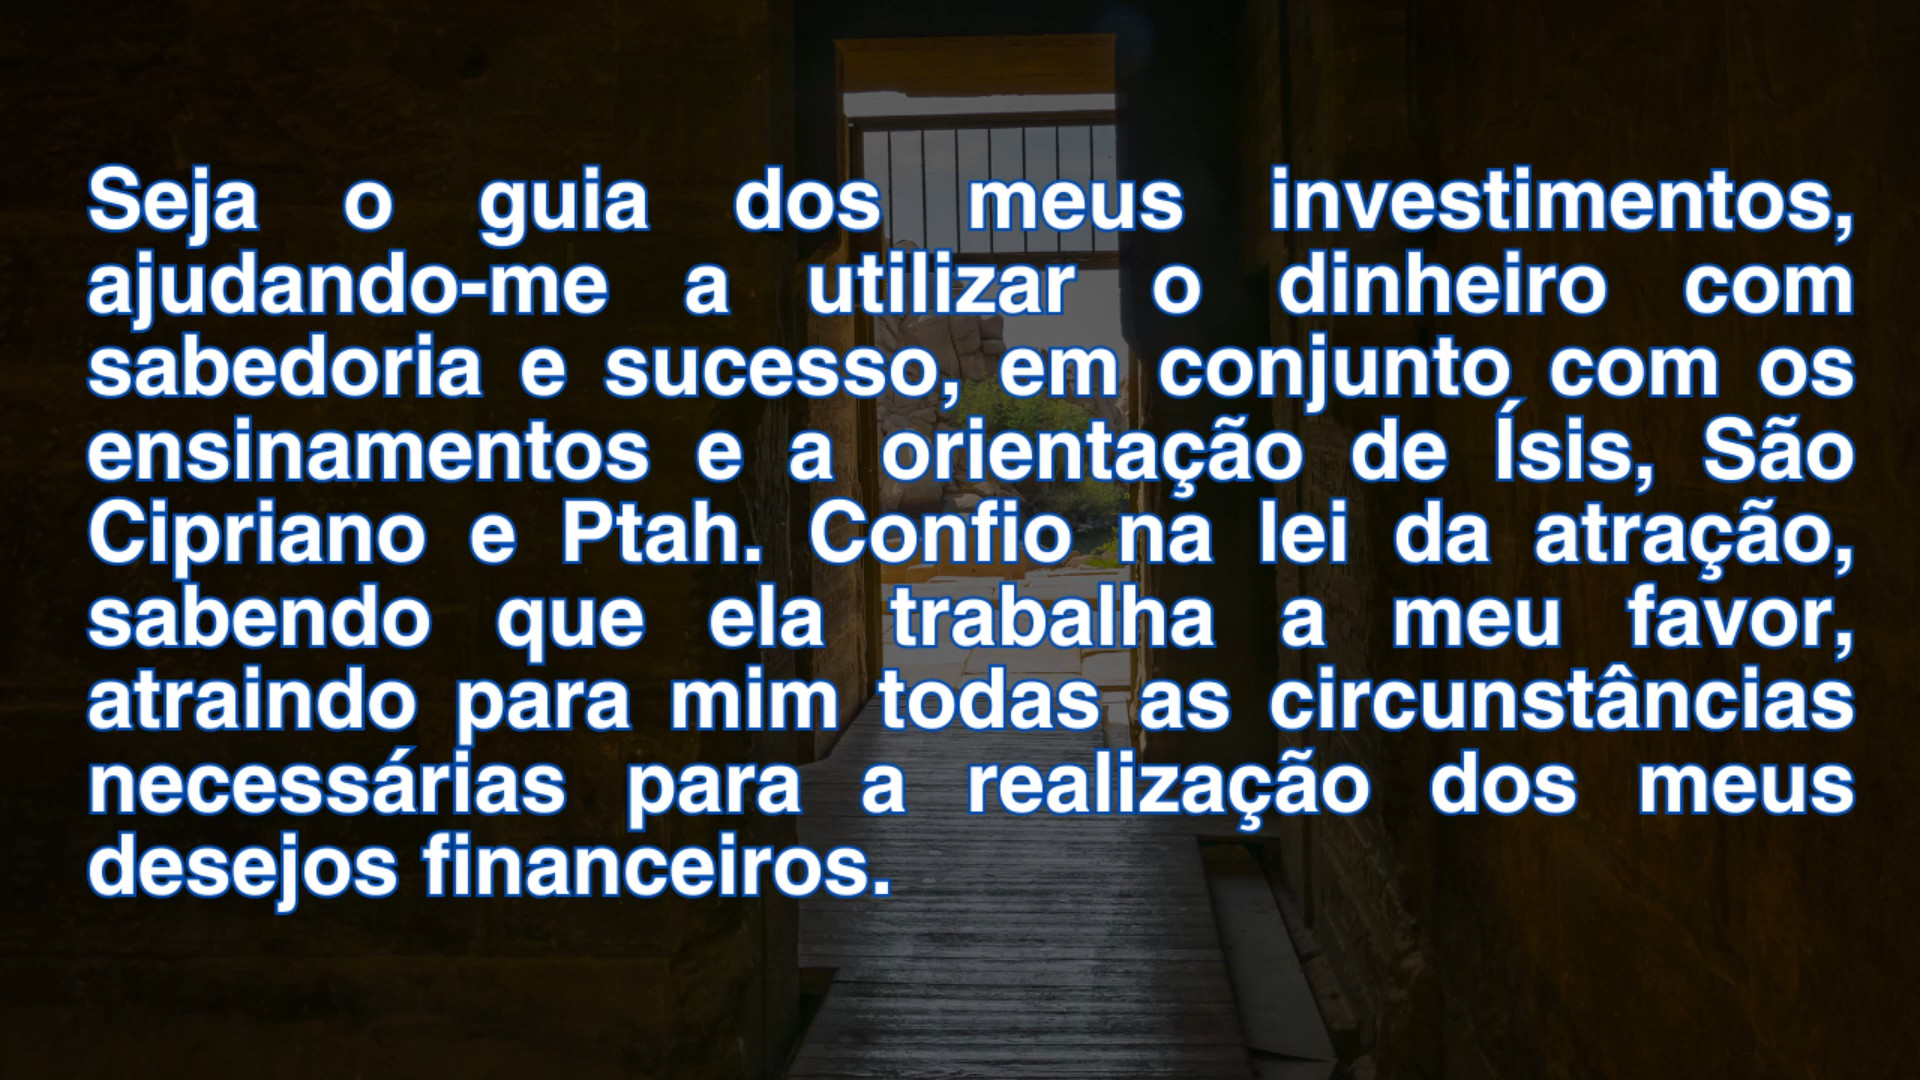 Seja o guia dos meus investimentos,
ajudando-me a utilizar o dinheiro com
sabedoria e sucesso, em conjunto com os
ensinamentos e a orientação de Ísis, São
Cipriano e Ptah. Confio na lei da atração,
sabendo que ela trabalha a meu favor,
atraindo para mim todas as circunstâncias
necessárias para a realização dos meus
desejos financeiros.